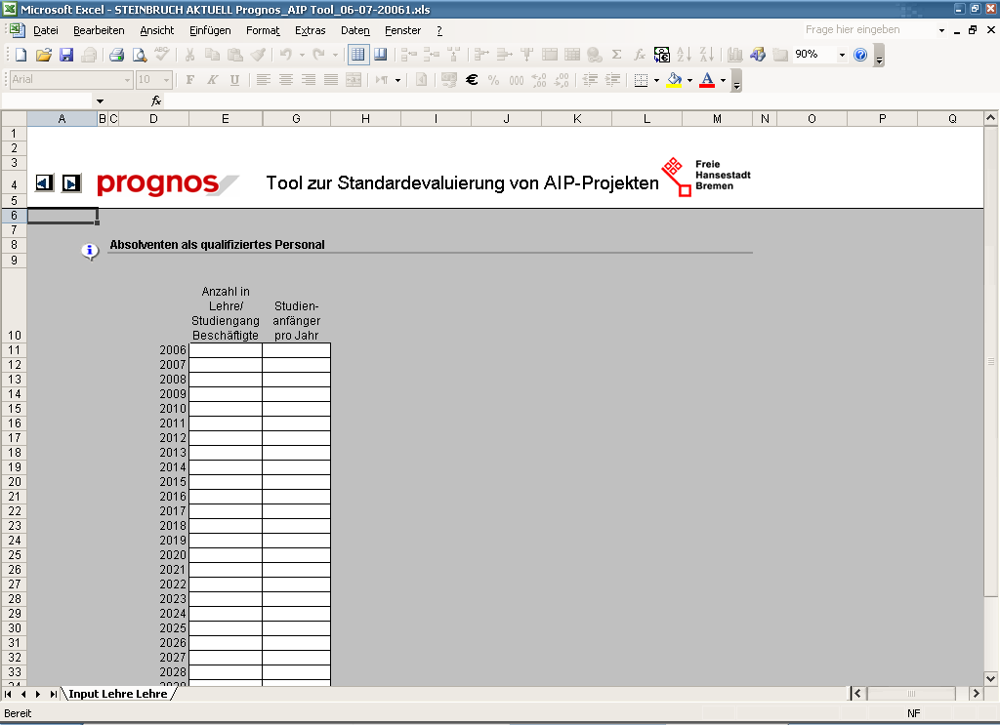 Microsoft Excel - STEINBRUCH AKTUELL Prognos_AIP Tool_06-07-20061.xls
Datei Bearbeiten Ansicht Einfügen Format Extras Daten Fenster ? Frage hier eingeben
90%
Arial 10 F K U € % 000
fx
A B C D E G H I J K L M N O P Q
1
2
3 Freie
Hansestadt
4 prognos Tool zur Standardevaluierung von AIP-Projekten Bremen
5
6
7
8 Absolventen als qualifiziertes Personal
9
Anzahl in
Lehre/ Studien-
Studiengang anfänger
10 Beschäftigte pro Jahr
11 2006
12 2007
13 2008
14 2009
15 2010
16 2011
17 2012
18 2013
19 2014
20 2015
21 2016
22 2017
23 2018
24 2019
25 2020
26 2021
27 2022
28 2023
29 2024
30 2025
31 2026
32 2027
33 2028
34 2029
Input Lehre Lehre
Bereit NF